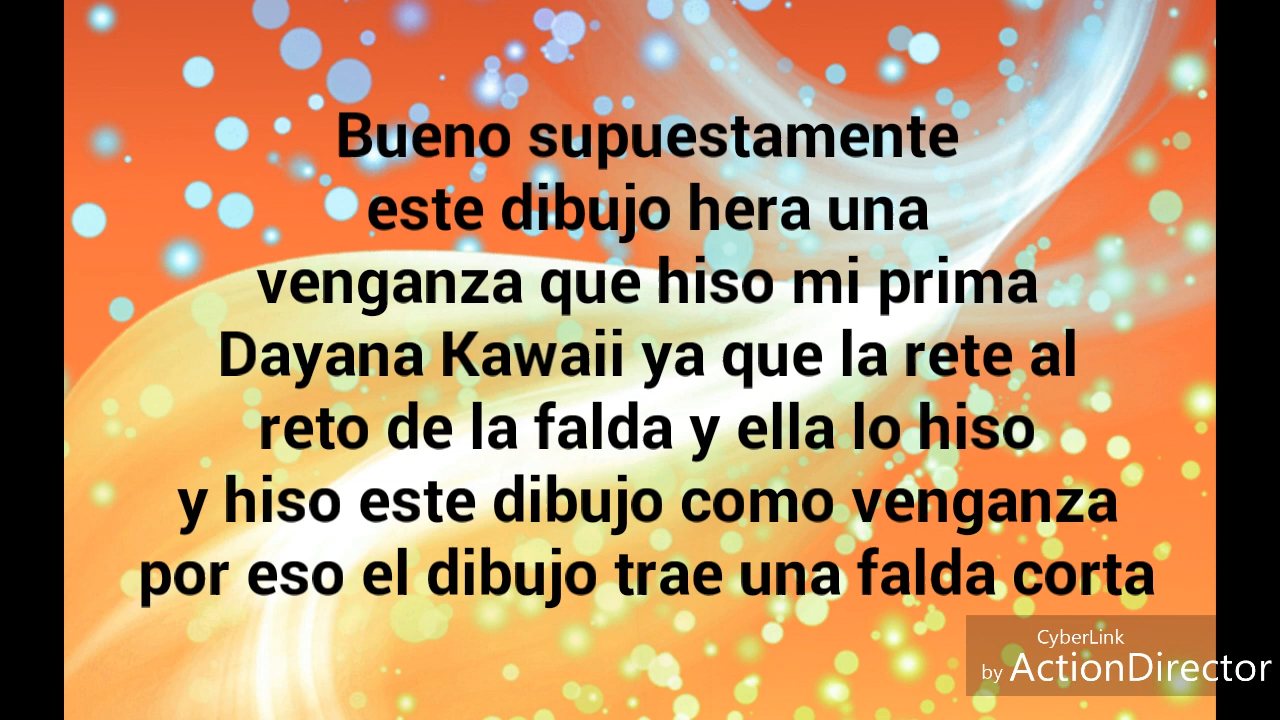 Bueno supuestamente
este dibujo hera una
venganza que hiso mi prima
Dayana Kawaii ya que la rete al
reto de la falda y ella lo hiso
y hiso este dibujo como venganza
por eso el dibujo trae una falda corta
CyberLink
by ActionDirector